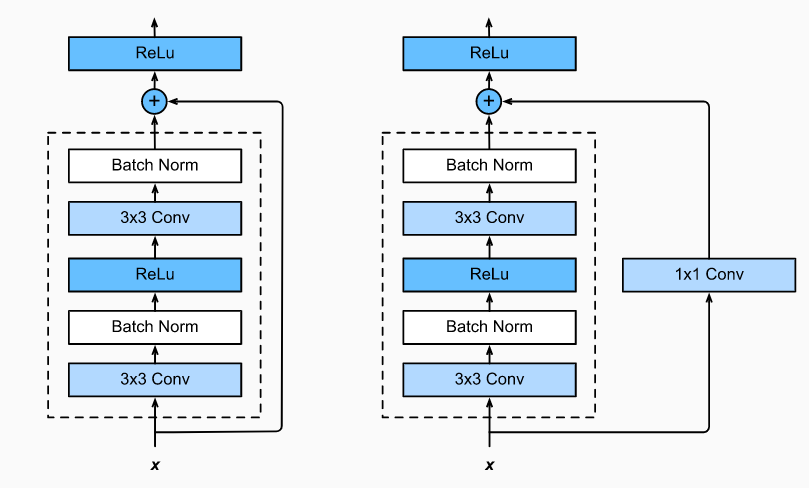 ReLu
+
Batch Norm
3x3 Conv
ReLu
Batch Norm
3x3 Conv
x
ReLu
+
Batch Norm
3x3 Conv
ReLu
Batch Norm
3x3 Conv
x
1x1 Conv